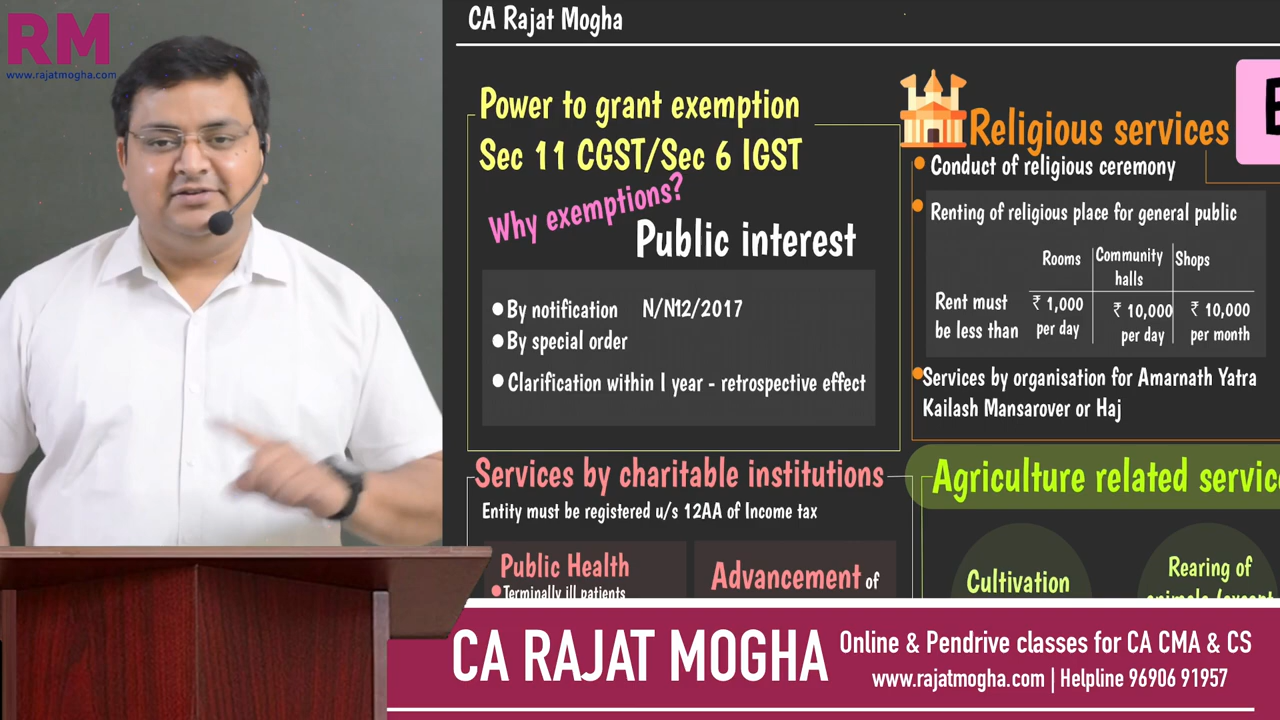 RM
www.rajatmogha.com
CA Rajat Mogha
Power to grant exemption
Sec 11 CGST/Sec 6 IGST
Why exemptions?
Public interest
By notification N/N12/2017
By special order
Clarification within 1 year - retrospective effect
Religious services
Conduct of religious ceremony
Renting of religious place for general public
Rooms Community halls Shops
Rent must be less than ₹ 1,000 per day ₹ 10,000 per day ₹ 10,000 per month
Services by organisation for Amarnath Yatra
Kailash Mansarover or Haj
Services by charitable institutions
Entity must be registered u/s 12AA of Income tax
Public Health
Terminally ill patients
Advancement of
Agriculture related servic
Cultivation
Rearing of
animals (except
CA RAJAT MOGHA
Online & Pendrive classes for CA CMA & CS
www.rajatmogha.com | Helpline 96906 91957